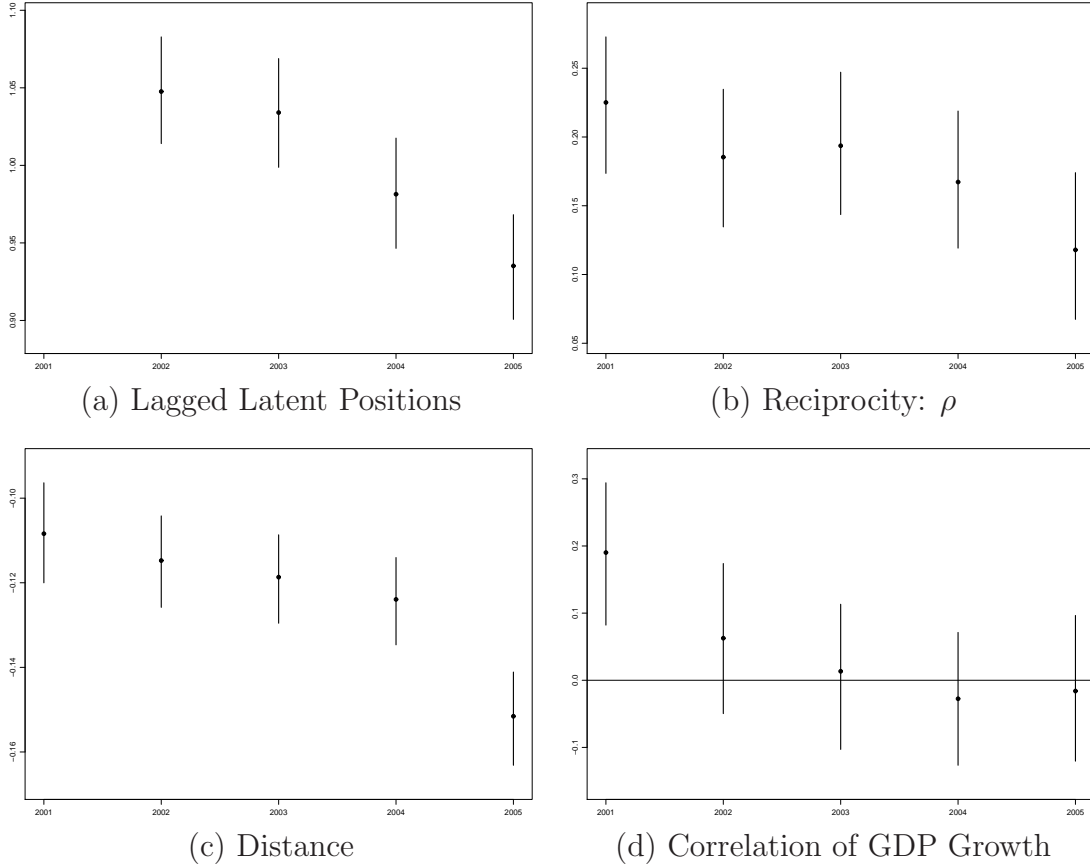 1.10
1.05
1.00
0.95
0.90
2001 2002 2003 2004 2005
(a) Lagged Latent Positions
0.25
0.20
0.15
0.10
0.05
2001 2002 2003 2004 2005
(b) Reciprocity: ρ
−0.10
−0.12
−0.14
−0.16
2001 2002 2003 2004 2005
(c) Distance
0.3
0.2
0.1
0.0
−0.1
2001 2002 2003 2004 2005
(d) Correlation of GDP Growth